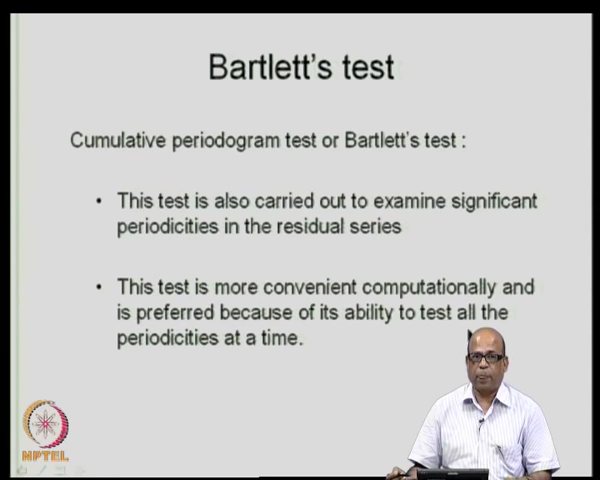 Bartlett's test
Cumulative periodogram test or Bartlett's test :
• This test is also carried out to examine significant
periodicities in the residual series
• This test is more convenient computationally and
is preferred because of its ability to test all the
periodicities at a time.
NPTEL